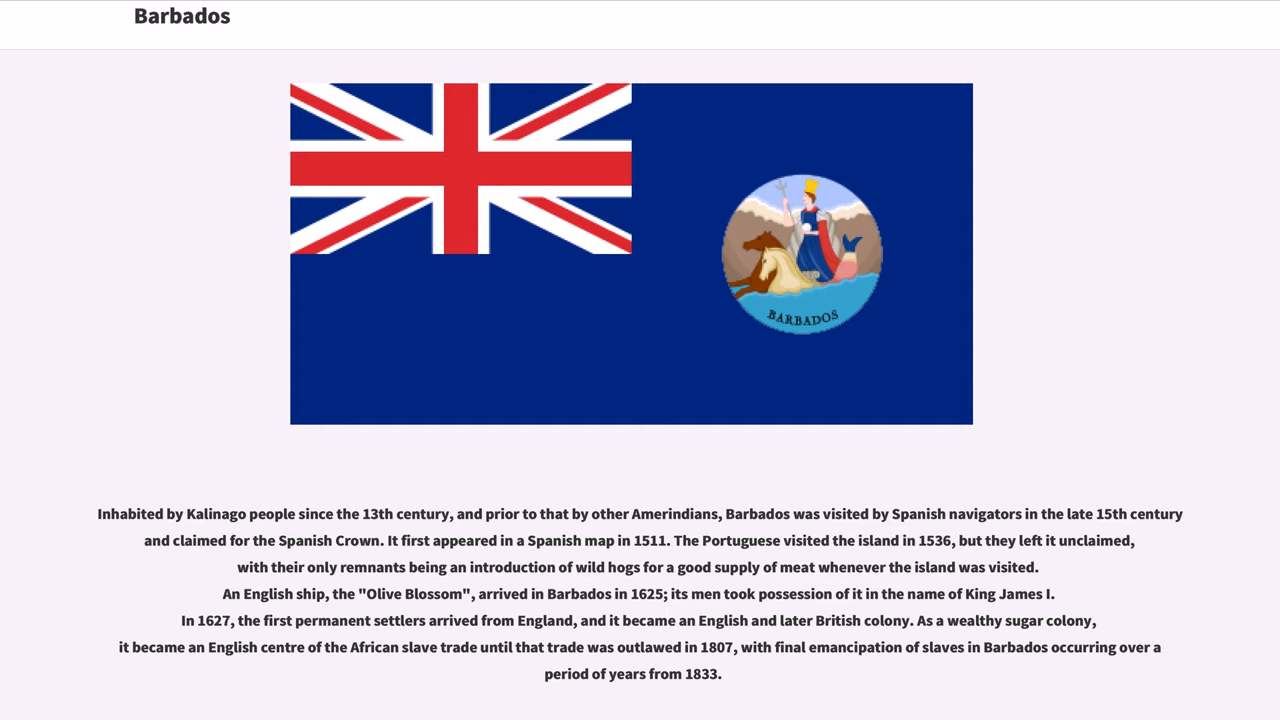 Barbados
BARBADOS
Inhabited by Kalinago people since the 13th century, and prior to that by other Amerindians, Barbados was visited by Spanish navigators in the late 15th century
and claimed for the Spanish Crown. It first appeared in a Spanish map in 1511. The Portuguese visited the island in 1536, but they left it unclaimed,
with their only remnants being an introduction of wild hogs for a good supply of meat whenever the island was visited.
An English ship, the "Olive Blossom", arrived in Barbados in 1625; its men took possession of it in the name of King James I.
In 1627, the first permanent settlers arrived from England, and it became an English and later British colony. As a wealthy sugar colony,
it became an English centre of the African slave trade until that trade was outlawed in 1807, with final emancipation of slaves in Barbados occurring over a
period of years from 1833.